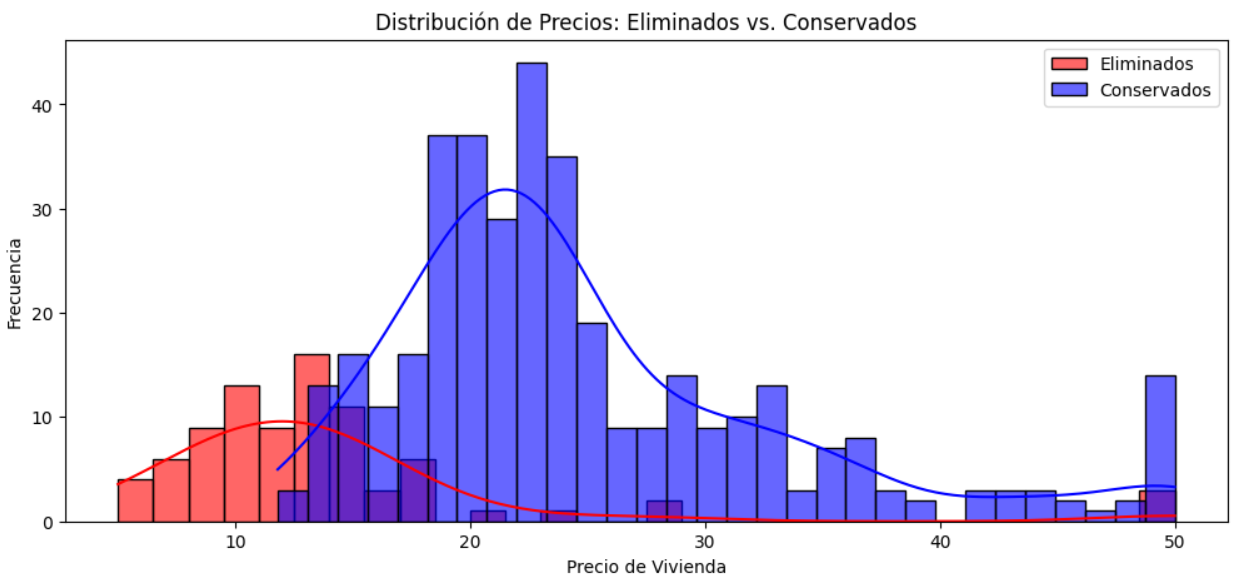 Distribución de Precios: Eliminados vs. Conservados
Eliminados
Conservados
Frecuencia
40
30
20
10
0
10 20 30 40 50
Precio de Vivienda